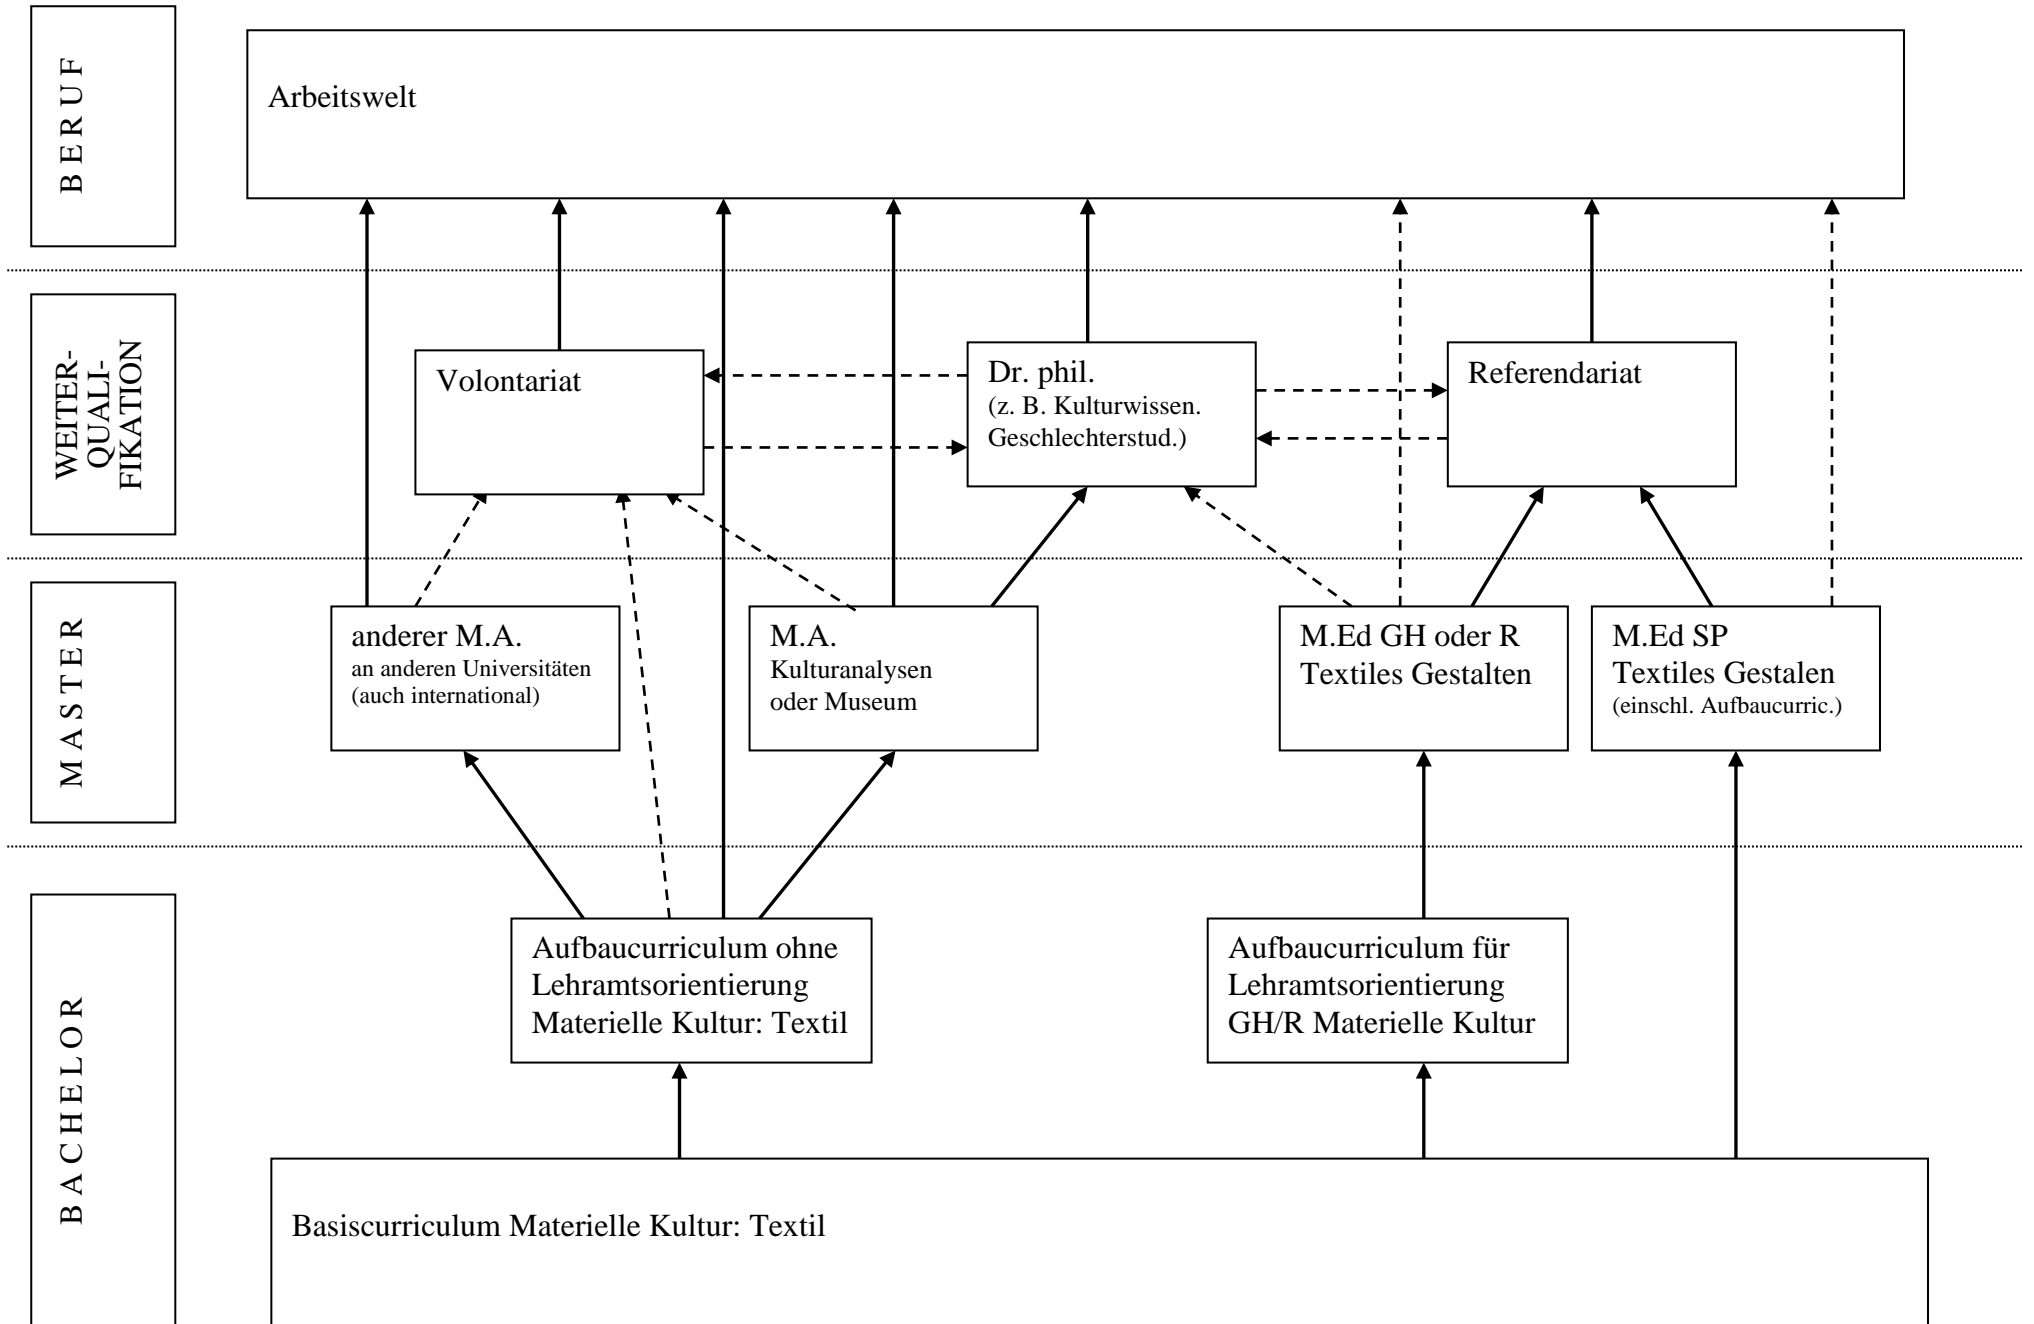 BERUF
Arbeitswelt
WEITER-
QUALI-
FIKATION
Volontariat
Dr. phil.
(z. B. Kulturwissen.
Geschlechterstud.)
Referendariat
MASTER
anderer M.A.
an anderen Universitäten
(auch international)
M.A.
Kulturanalysen
oder Museum
M.Ed GH oder R
Textiles Gestalten
M.Ed SP
Textiles Gestalen
(einschl. Aufbaucurric.)
BACHELOR
Aufbaucurriculum ohne
Lehramtsorientierung
Materielle Kultur: Textil
Aufbaucurriculum für
Lehramtsorientierung
GH/R Materielle Kultur
Basiscurriculum Materielle Kultur: Textil